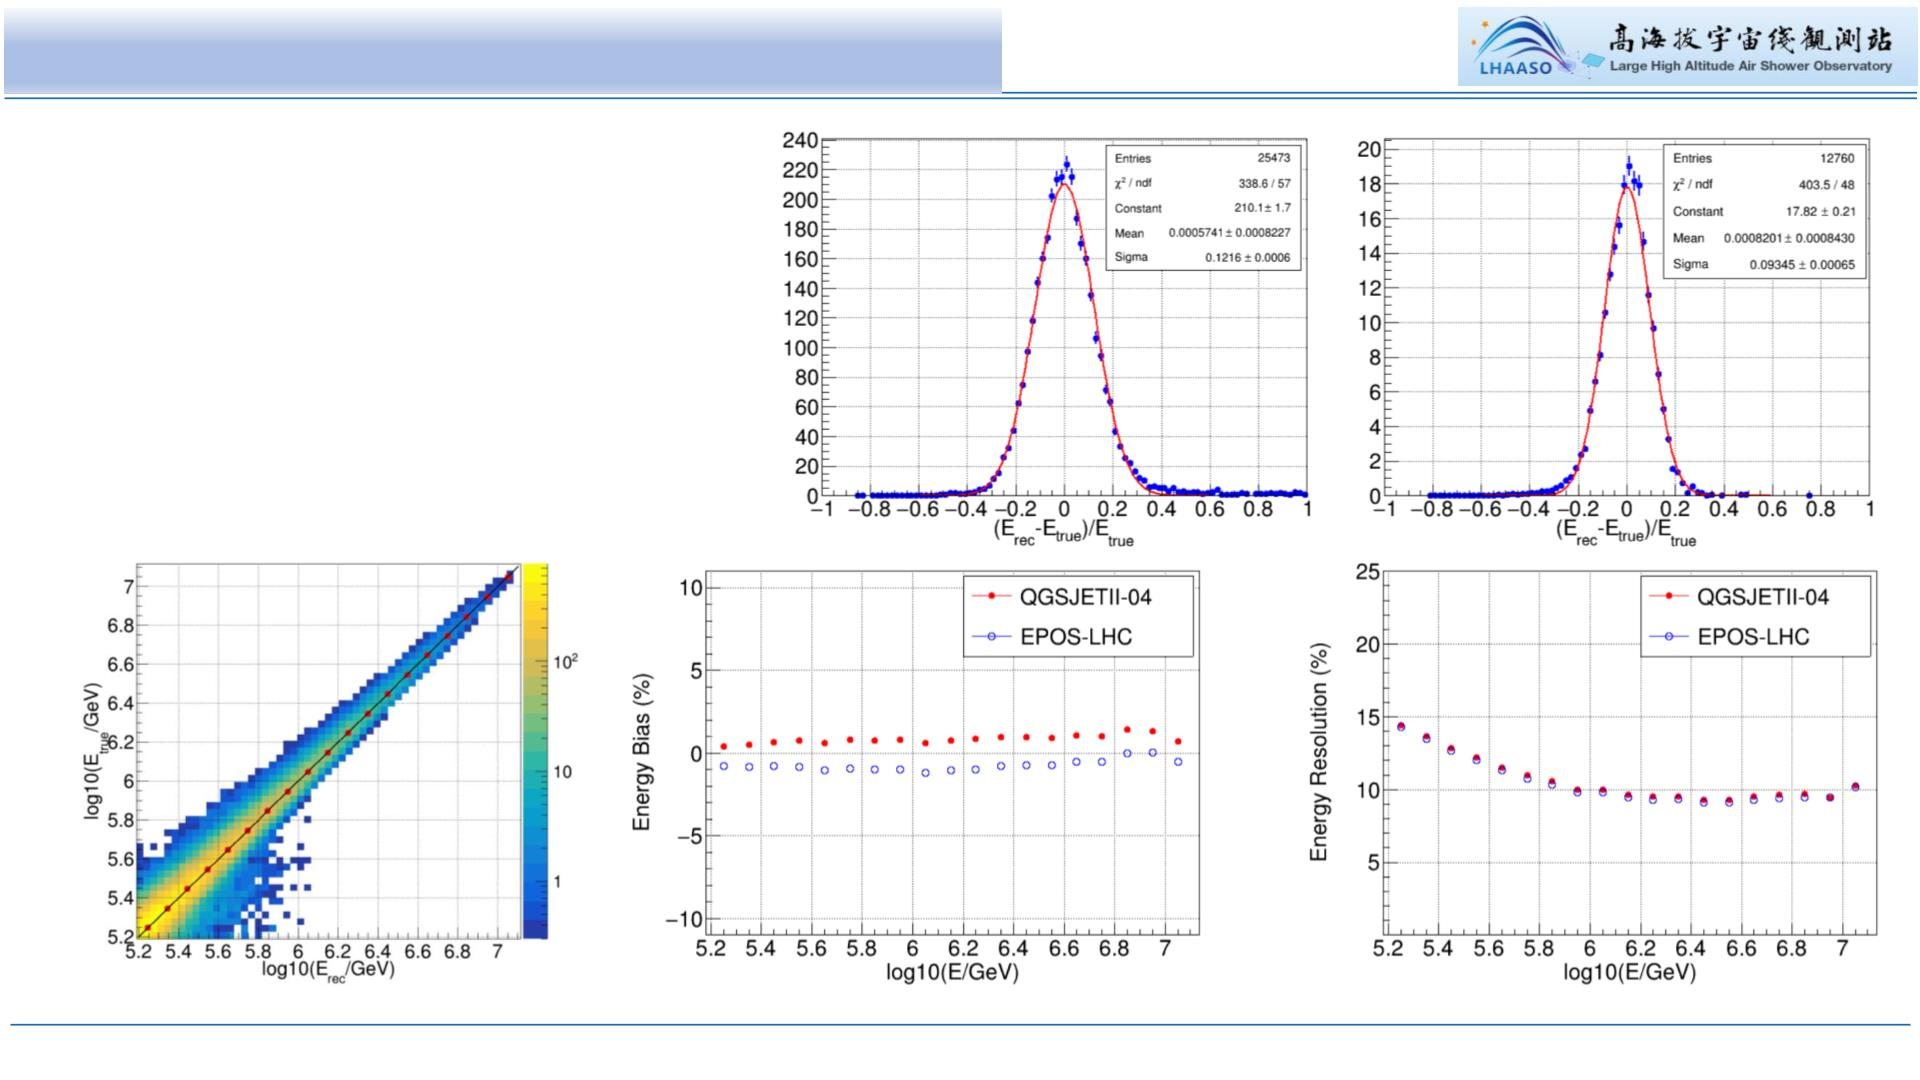 LHAASO
高海拔宇宙线观测站
Large High Altitude Air Shower Observatory
240
220
200
180
160
140
120
100
80
60
40
20
0
−1 −0.8 −0.6 −0.4 −0.2 0 0.2 0.4 0.6 0.8 1
(Erec-Etrue)/Etrue
Entries 25473
χ² / ndf 338.6 / 57
Constant 210.1± 1.7
Mean 0.0005741 ± 0.0008227
Sigma 0.1216 ± 0.0006
20
18
16
14
12
10
8
6
4
2
0
−1 −0.8 −0.6 −0.4 −0.2 0 0.2 0.4 0.6 0.8 1
(Erec-Etrue)/Etrue
Entries 12760
χ² / ndf 403.5 / 48
Constant 17.82 ± 0.21
Mean 0.0008201 ± 0.0008430
Sigma 0.09345 ± 0.00065
log10(Etrue/GeV)
7
6.8
6.6
6.4
6.2
6
5.8
5.6
5.4
5.2
5.2 5.4 5.6 5.8 6 6.2 6.4 6.6 6.8 7
log10(Erec/GeV)
10²
10
1
Energy Bias (%)
10
5
0
−5
−10
QGSJETII-04
EPOS-LHC
5.2 5.4 5.6 5.8 6 6.2 6.4 6.6 6.8 7
log10(E/GeV)
Energy Resolution (%)
25
20
15
10
5
QGSJETII-04
EPOS-LHC
5.2 5.4 5.6 5.8 6 6.2 6.4 6.6 6.8 7
log10(E/GeV)